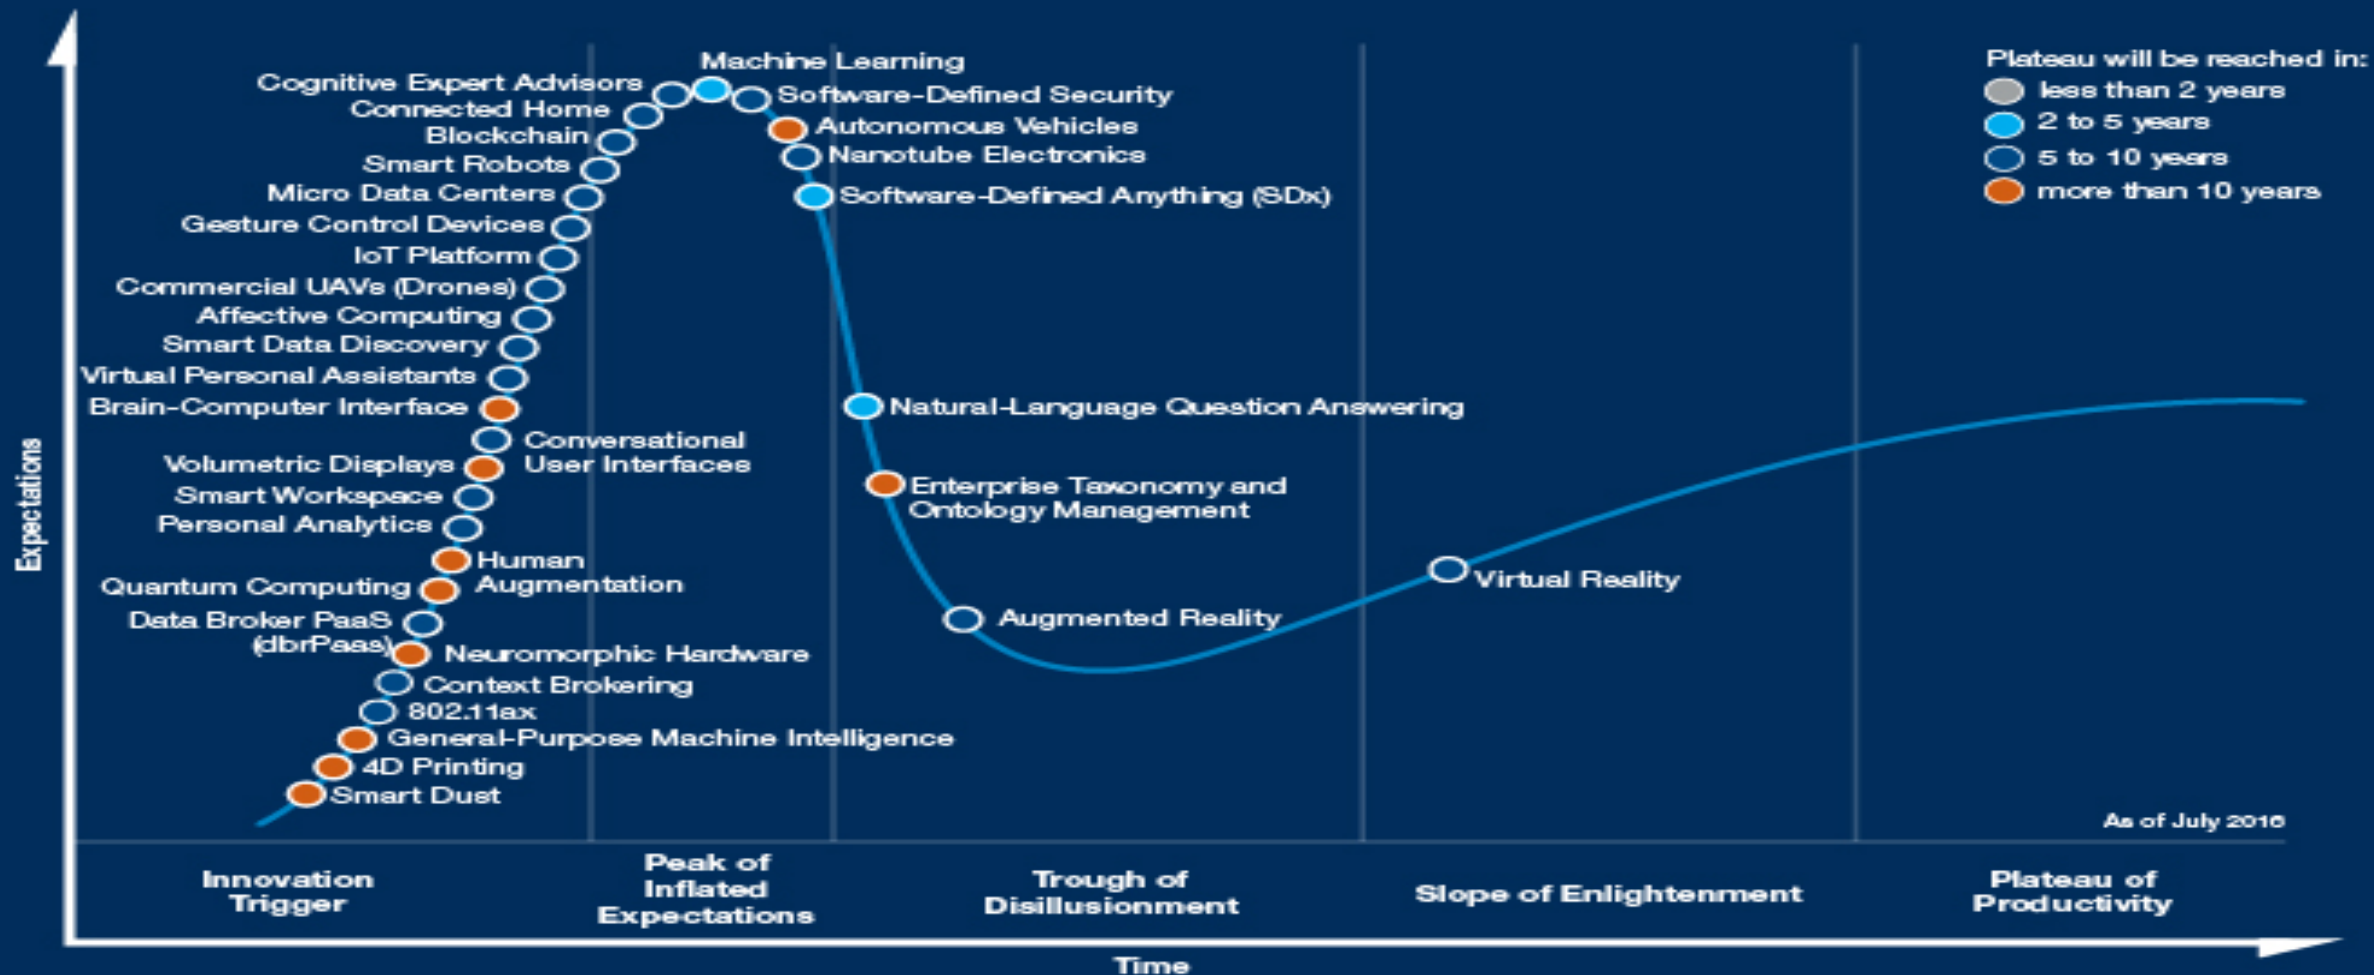 Machine Learning
Cognitive Expert Advisors
Software-Defined Security
Connected Home
Autonomous Vehicles
Blockchain
Nanotube Electronics
Smart Robots
Micro Data Centers
Software-Defined Anything (SDx)
Gesture Control Devices
IoT Platform
Commercial UAVs (Drones)
Affective Computing
Smart Data Discovery
Virtual Personal Assistants
Brain-Computer Interface
Natural-Language Question Answering
Conversational
User Interfaces
Volumetric Displays
Smart Workspace
Enterprise Taxonomy and
Ontology Management
Personal Analytics
Human
Augmentation
Quantum Computing
Virtual Reality
Data Broker PaaS
(dbrPaas)
Augmented Reality
Neuromorphic Hardware
Context Brokering
802.11ax
General-Purpose Machine Intelligence
4D Printing
Smart Dust
Plateau will be reached in:
less than 2 years
2 to 5 years
5 to 10 years
more than 10 years
As of July 2016
Expectations
Innovation
Trigger
Peak of
Inflated
Expectations
Trough of
Disillusionment
Slope of Enlightenment
Plateau of
Productivity
Time